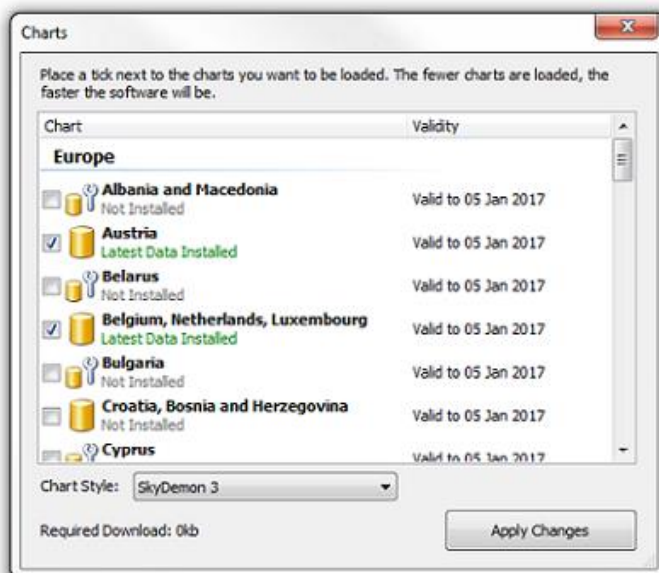 Charts
Place a tick next to the charts you want to be loaded. The fewer charts are loaded, the
faster the software will be.
Chart Validity
Europe
Albania and Macedonia
Not Installed Valid to 05 Jan 2017
Austria
Latest Data Installed Valid to 05 Jan 2017
Belarus
Not Installed Valid to 05 Jan 2017
Belgium, Netherlands, Luxembourg
Latest Data Installed Valid to 05 Jan 2017
Bulgaria
Not Installed Valid to 05 Jan 2017
Croatia, Bosnia and Herzegovina
Not Installed Valid to 05 Jan 2017
Cyprus
Valid to 05 Jan 2017
Chart Style: SkyDemon 3
Required Download: 0kb Apply Changes